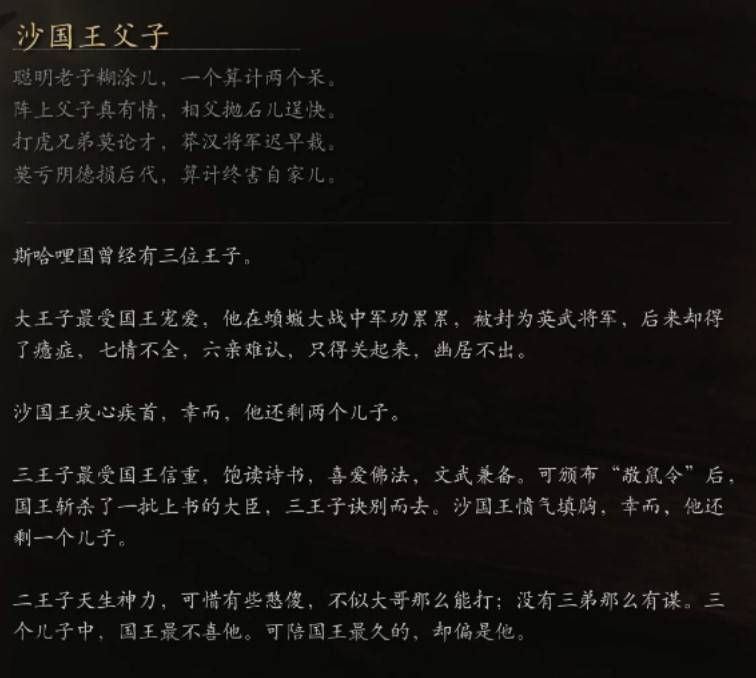 沙国王父子
聪明老子糊涂儿，一个算计两个呆。
阵上父子真有情，相父抛石儿逞快。
打虎兄弟莫论才，莽汉将军迟早栽。
莫亏阴德损后代，算计终害自家儿。
斯哈哩国曾经有三位王子。
大王子最受国王宠爱，他在蝜蝂大战中军功累累，被封为英武将军，后来却得
了癔症，七情不全，六亲难认，只得关起来，幽居不出。
沙国王疚心疾首，幸而，他还剩两个儿子。
三王子最受国王信重，饱读诗书，喜爱佛法，文武兼备。可颁布“敬鼠令”后，
国王斩杀了一批上书的大臣，三王子诀别而去。沙国王愤气填胸，幸而，他还
剩一个儿子。
二王子天生神力，可惜有些憨傻，不似大哥那么能打；没有三弟那么有谋。三
个儿子中，国王最不喜他。可陪国王最久的，却偏是他。